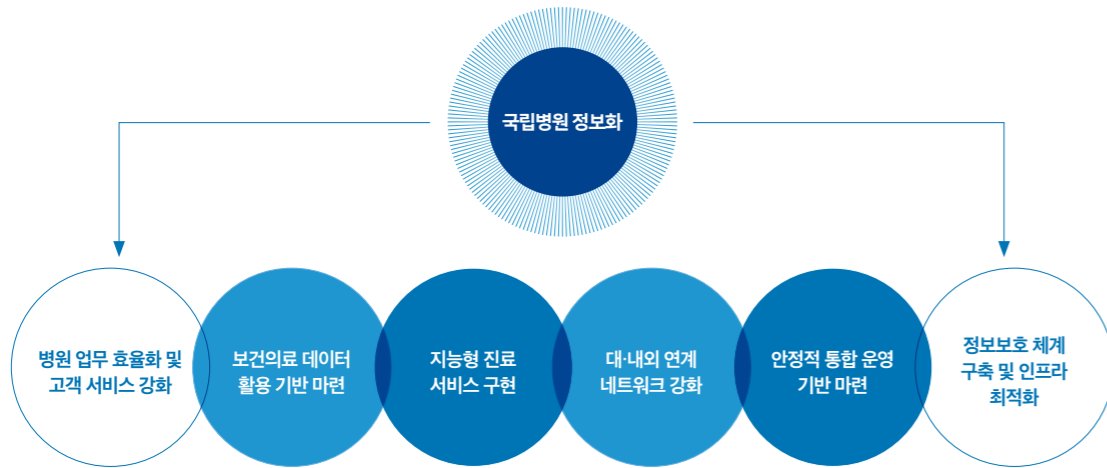 국립병원 정보화
병원 업무 효율화 및
고객 서비스 강화
보건의료 데이터
활용 기반 마련
지능형 진료
서비스 구현
대·내외 연계
네트워크 강화
안정적 통합 운영
기반 마련
정보보호 체계
구축 및 인프라
최적화